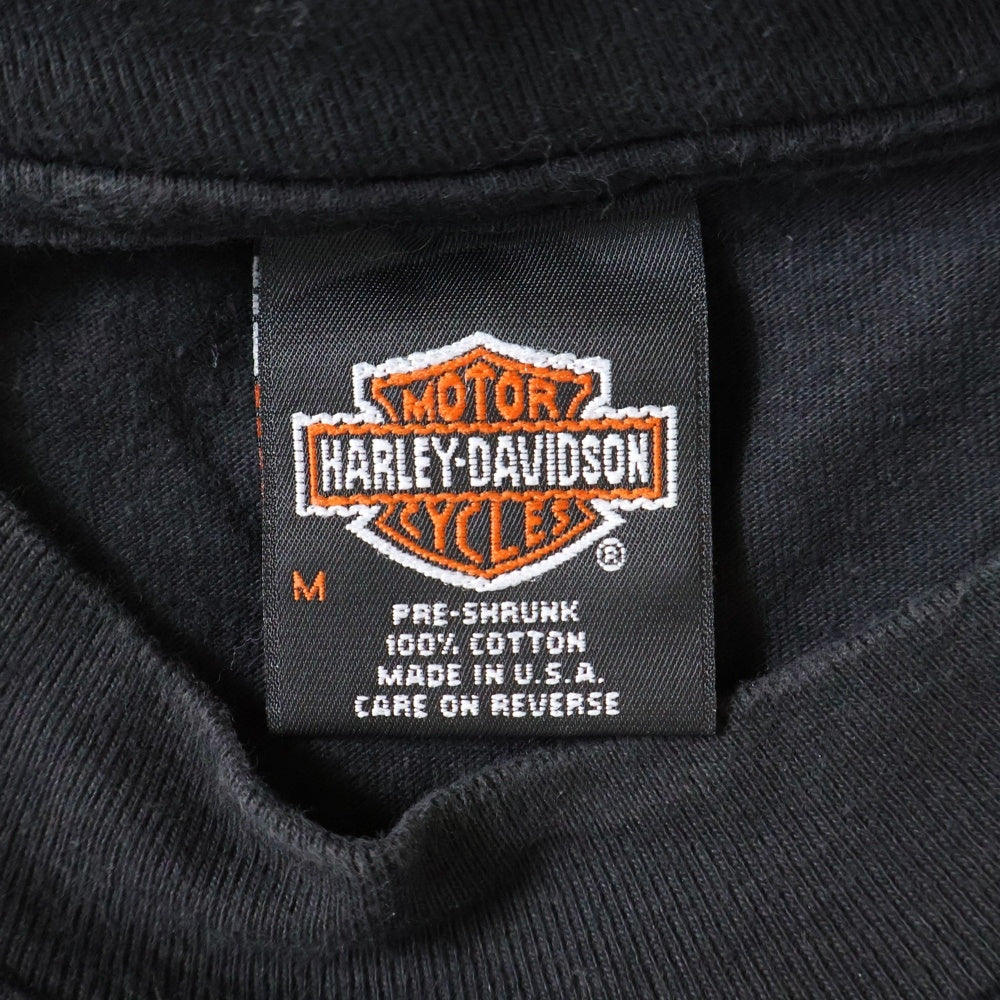 MOTOR
HARLEY-DAVIDSON
CYCLES
®
M
PRE-SHRUNK
100% COTTON
MADE IN U.S.A.
CARE ON REVERSE